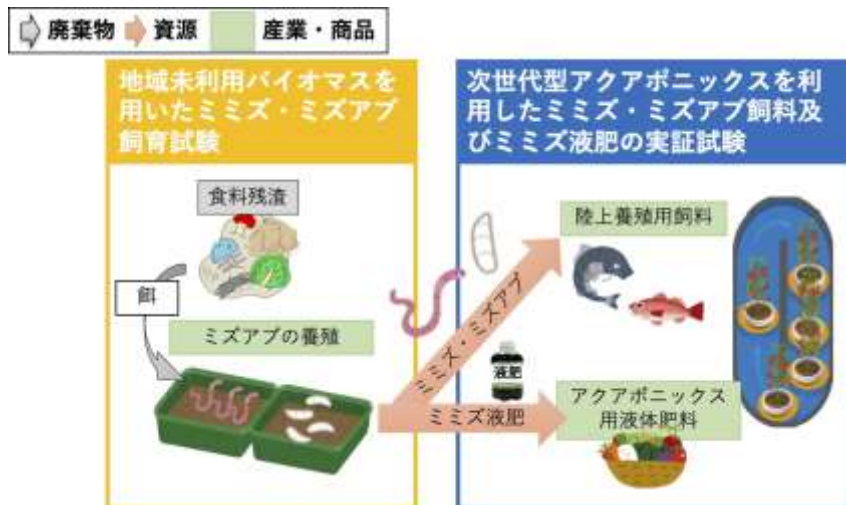 廃棄物 資源 産業・商品
地域未利用バイオマスを
用いたミミズ・ミズアブ
飼育試験
食料残渣
餌
ミズアブの養殖
次世代型アクアポニックスを利
用したミミズ・ミズアブ飼料及
びミミズ液肥の実証試験
陸上養殖用飼料
ミミズ・ミズアブ
液肥
ミミズ液肥
アクアポニックス
用液体肥料